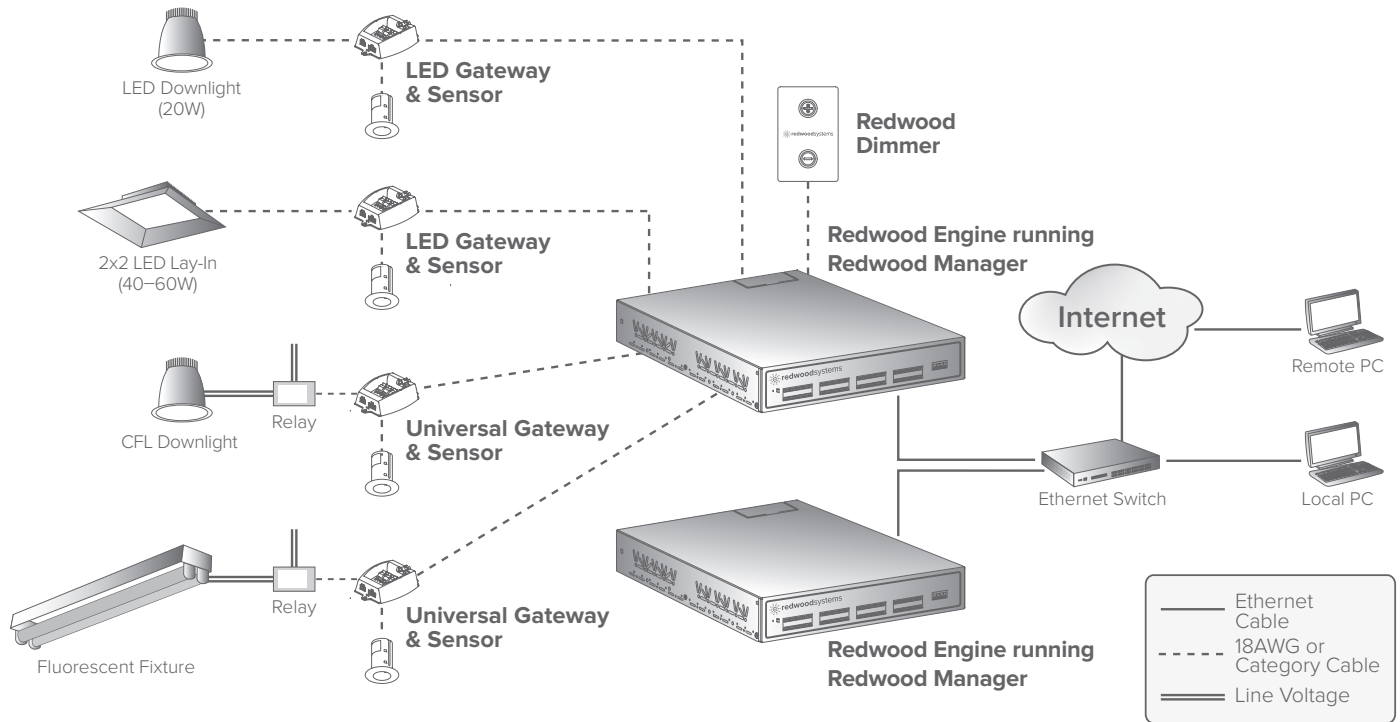 LED Downlight
(20W)
LED Gateway
& Sensor
redwoodsystems
Redwood
Dimmer
2x2 LED Lay-In
(40–60W)
LED Gateway
& Sensor
Redwood Engine running
Redwood Manager
redwoodsystems
Internet
Remote PC
CFL Downlight
Relay
Universal Gateway
& Sensor
Ethernet Switch
Local PC
Fluorescent Fixture
Relay
Universal Gateway
& Sensor
redwoodsystems
Redwood Engine running
Redwood Manager
Ethernet
Cable
18AWG or
Category Cable
Line Voltage